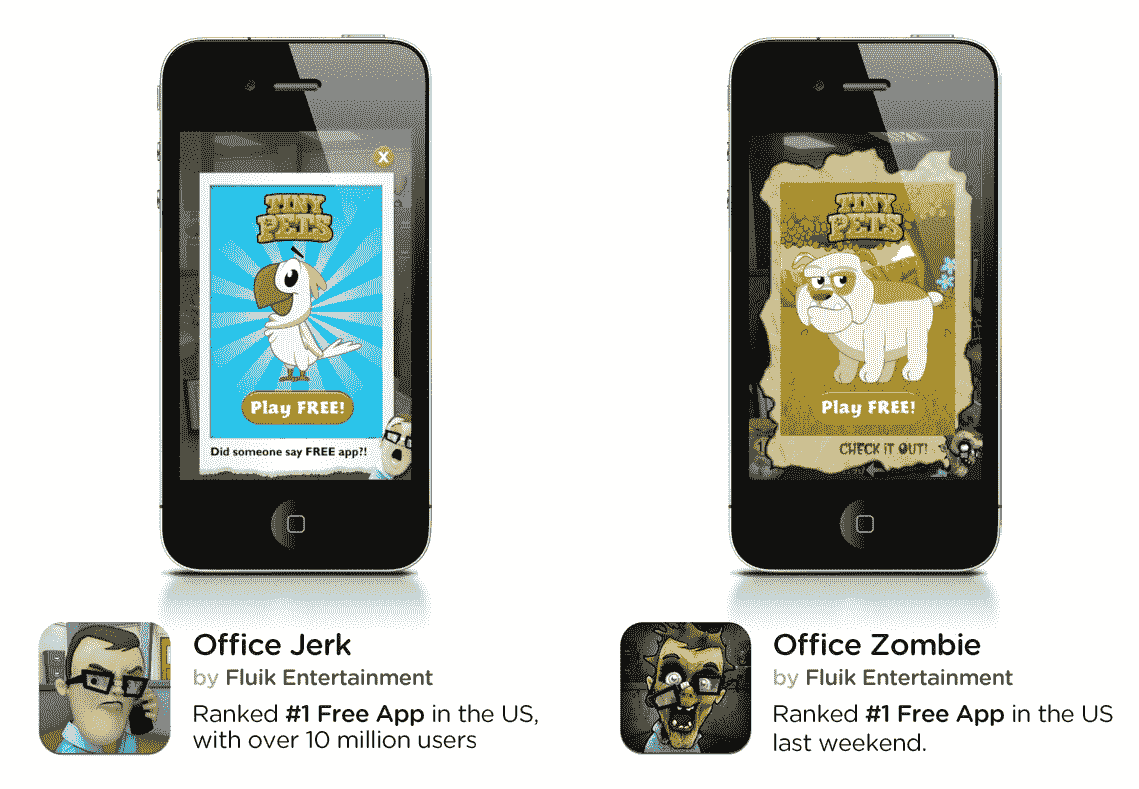 X
TINY
PETS
Play FREE!
Did someone say FREE app?!
TINY
PETS
Play FREE!
CHECK iT OUT!
Office Jerk
by Fluik Entertainment
Ranked #1 Free App in the US,
with over 10 million users
Office Zombie
by Fluik Entertainment
Ranked #1 Free App in the US
last weekend.